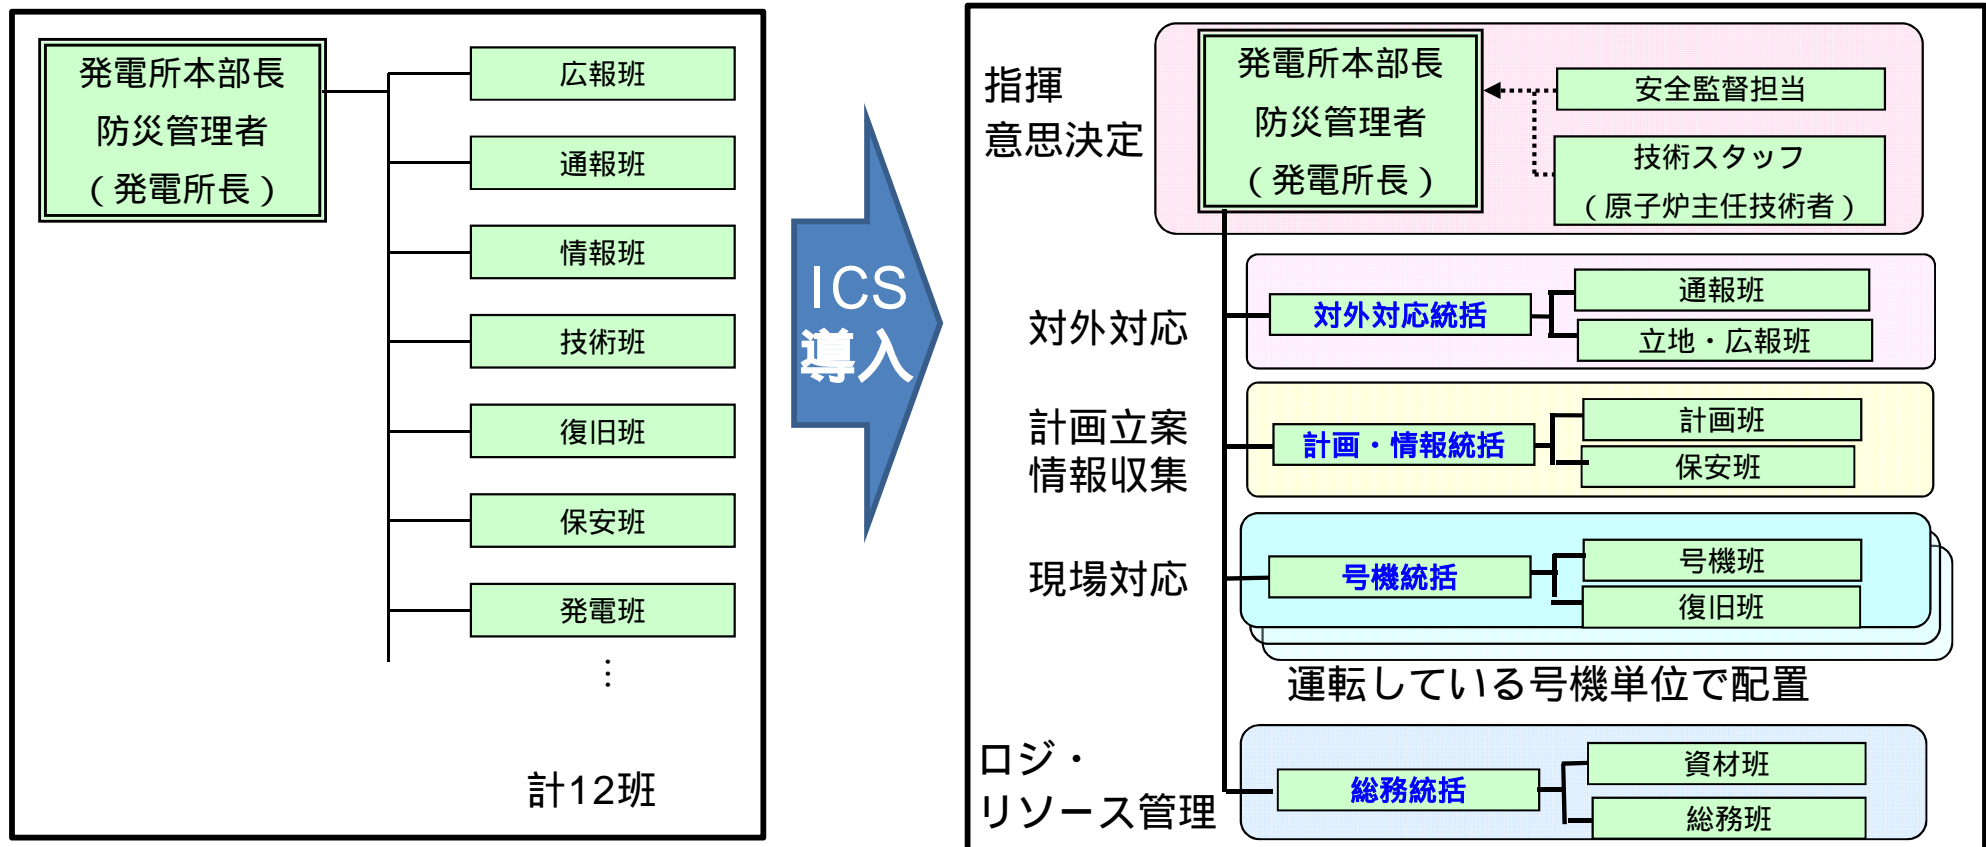 発電所本部長
防災管理者
（発電所長）
広報班
通報班
情報班
技術班
復旧班
保安班
発電班
…
計12班
ICS
導入
指揮
意思決定
発電所本部長
防災管理者
（発電所長）
安全監督担当
技術スタッフ
（原子炉主任技術者）
対外対応
対外対応統括
通報班
立地・広報班
計画立案
情報収集
計画・情報統括
計画班
保安班
現場対応
号機統括
号機班
復旧班
運転している号機単位で配置
ロジ・
リソース管理
総務統括
資材班
総務班